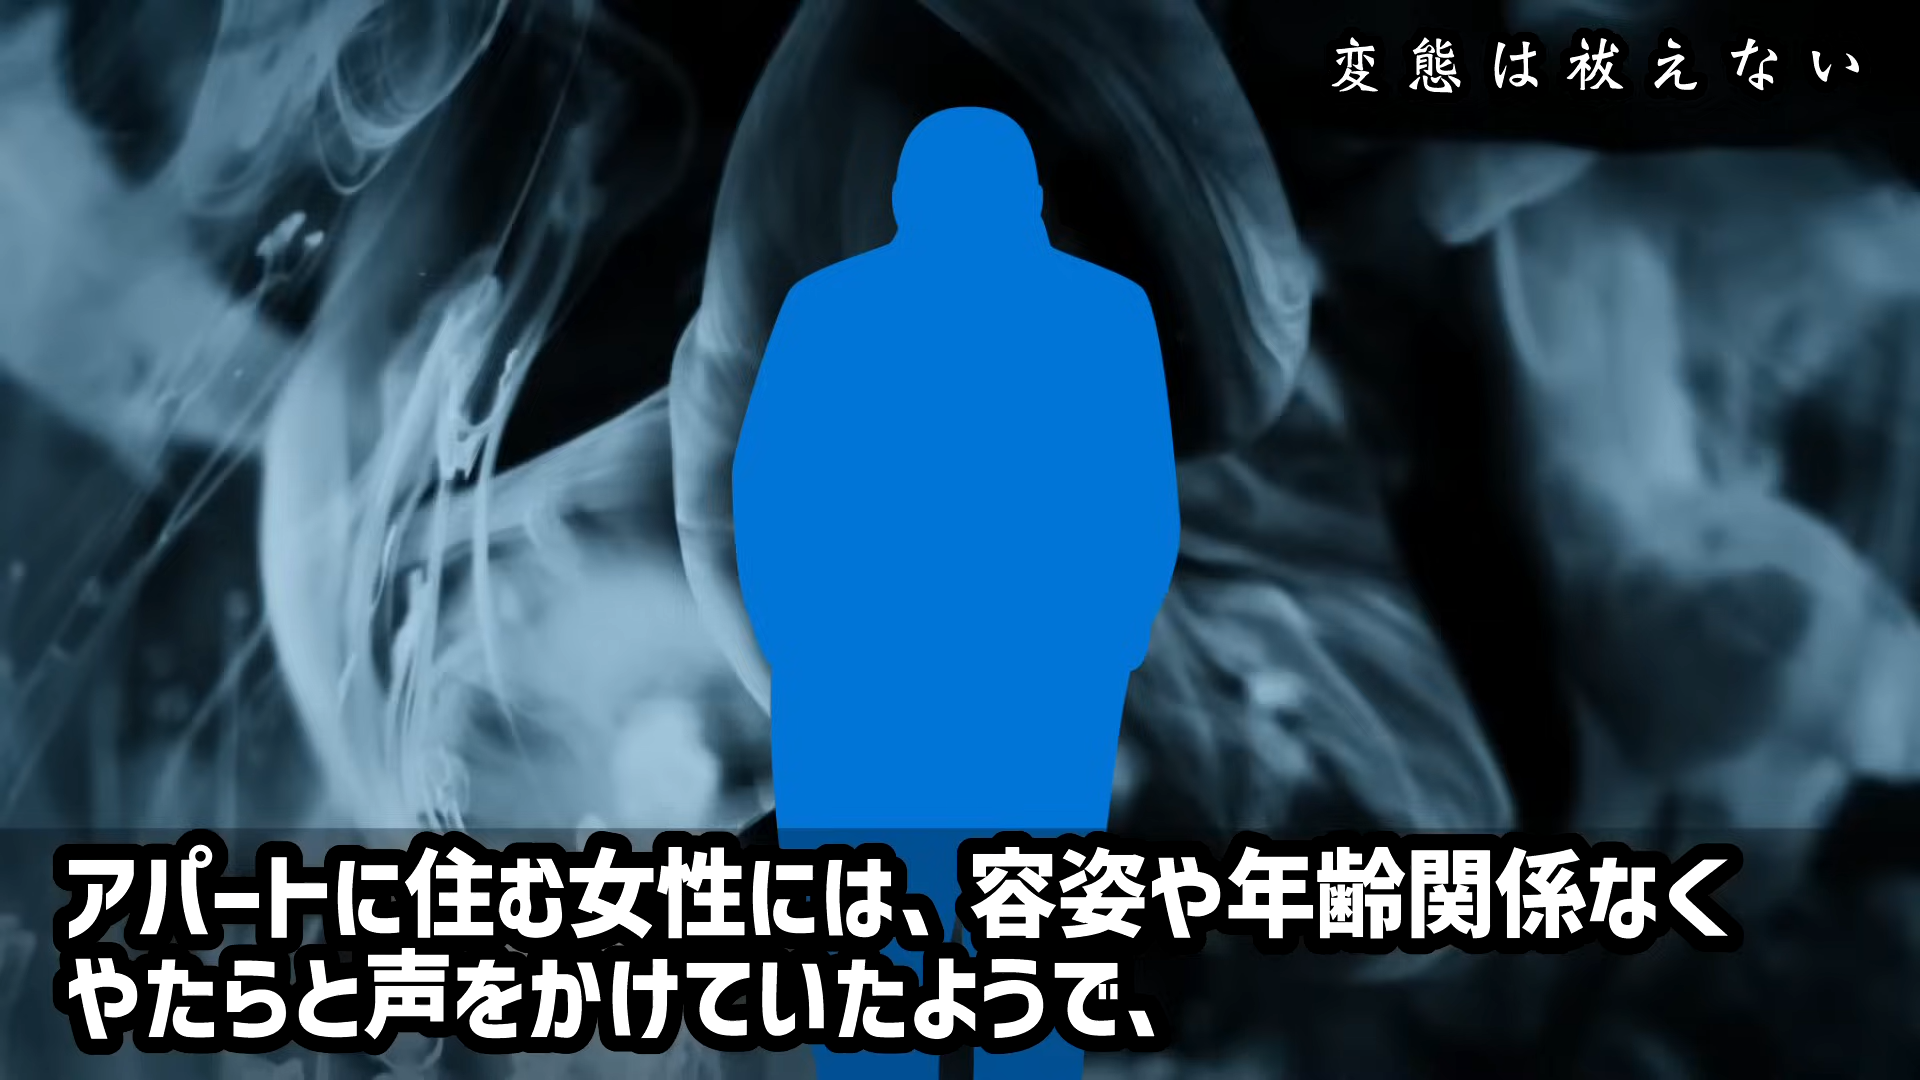 変態は祓えない
アパートに住む女性には、容姿や年齢関係なく
やたらと声をかけていたようで、